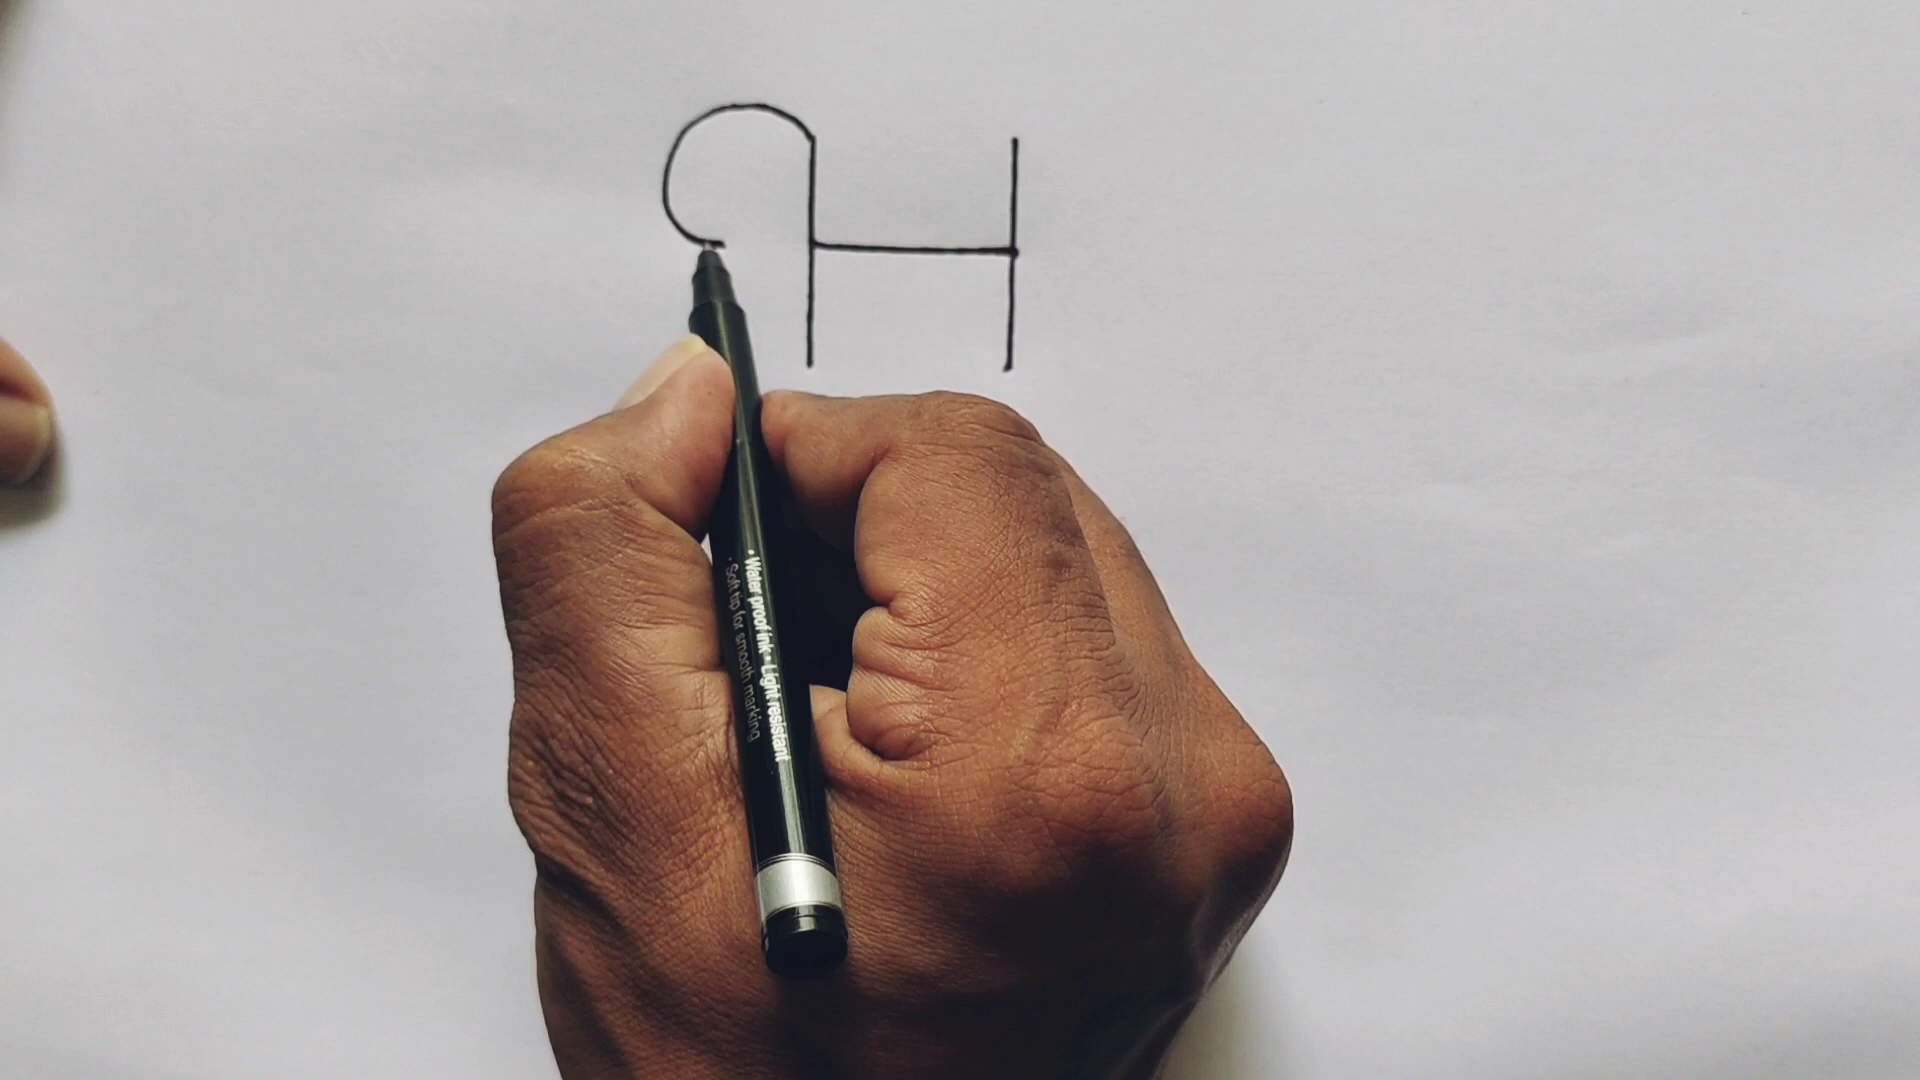 H
• Water proof ink • Light resistant
• Soft tip for smooth marking